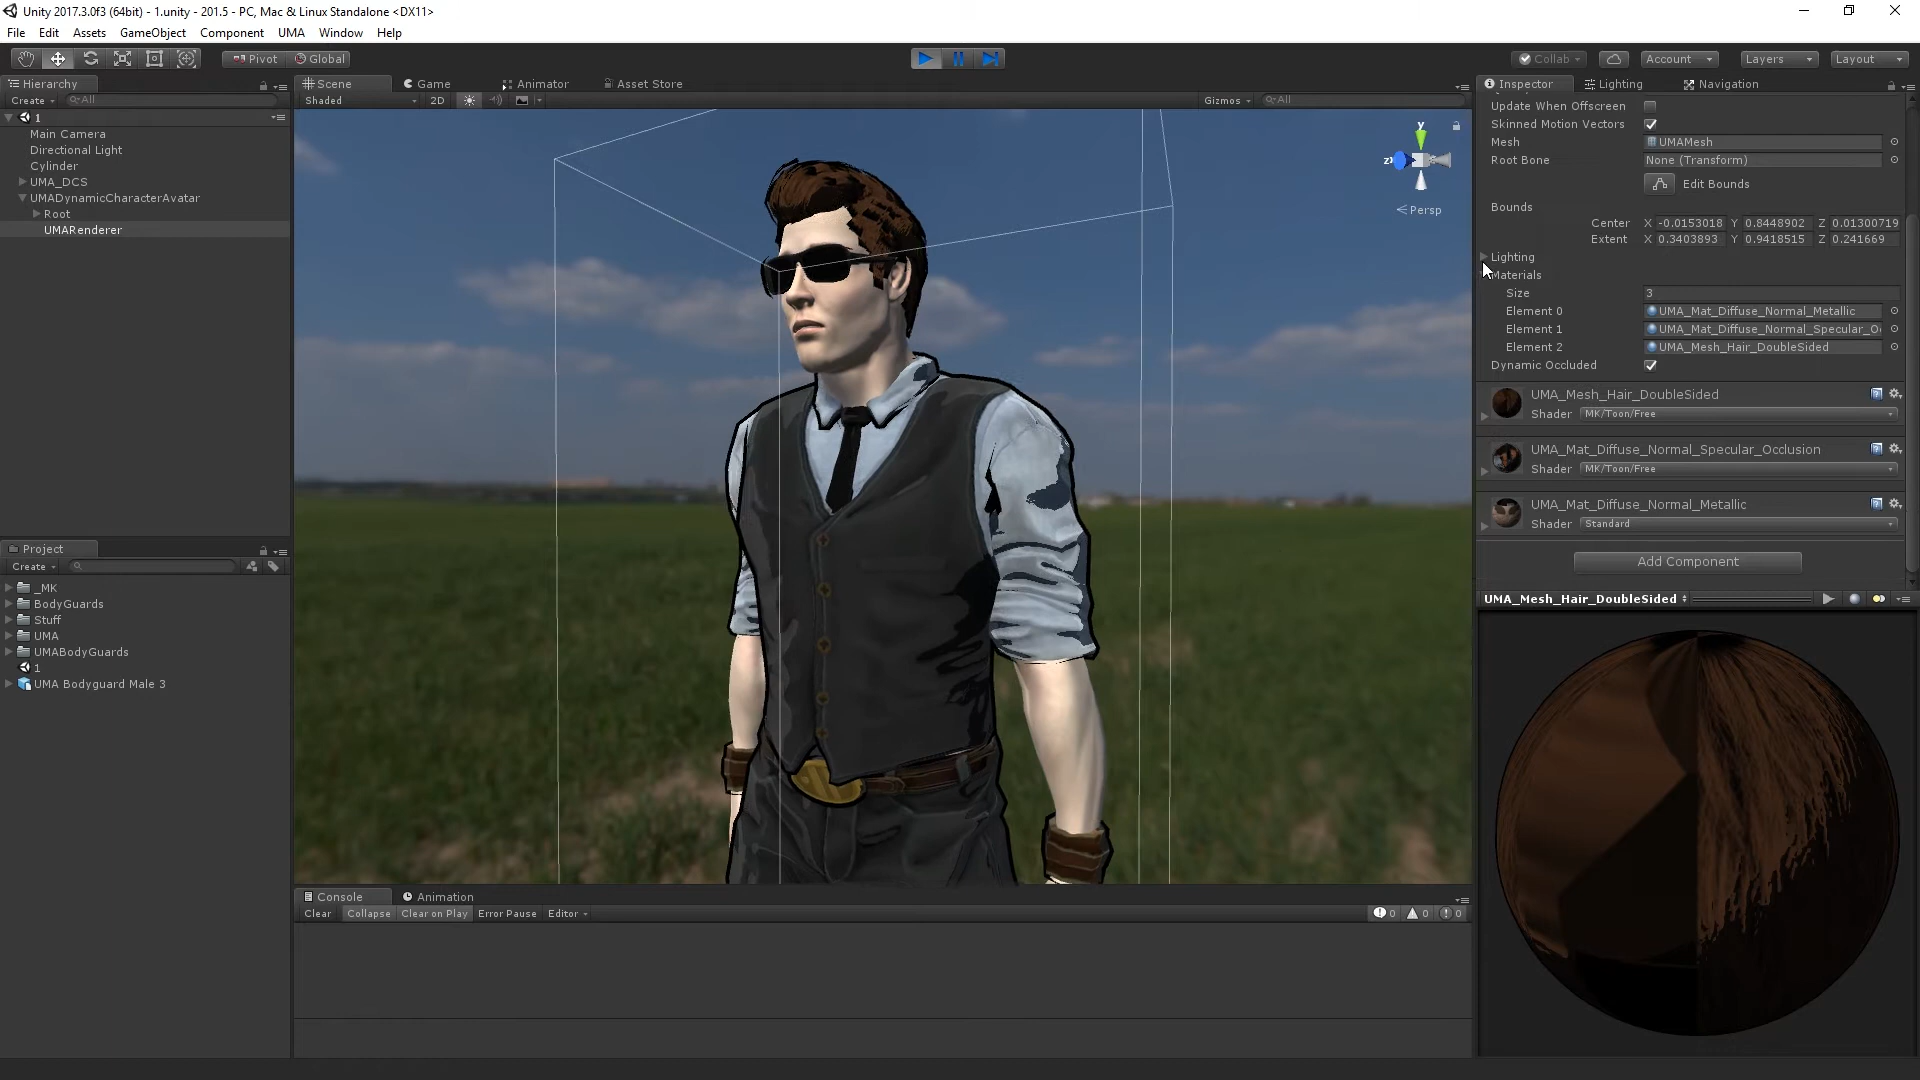 Unity 2017.3.0f3 (64bit) - 1.unity - 201.5 - PC, Mac & Linux Standalone <DX11>
File Edit Assets GameObject Component UMA Window Help
Pivot Global Collab Account Layers Layout
Hierarchy
Create All
1
Main Camera
Directional Light
Cylinder
UMA_DCS
UMADynamicCharacterAvatar
Root
UMARenderer
Project
Create
_MK
BodyGuards
Stuff
UMA
UMABodyGuards
1
UMA Bodyguard Male 3
Scene Game Animator Asset Store
Shaded 2D Gizmos All
y
z
Persp
Console Animation
Clear Collapse Clear on Play Error Pause Editor 0 0 0
Inspector Lighting Navigation
Update When Offscreen
Skinned Motion Vectors
Mesh UMAMesh
Root Bone None (Transform)
Edit Bounds
Bounds
Center X -0.0153018 Y 0.8448902 Z 0.01300719
Extent X 0.3403893 Y 0.9418515 Z 0.241669
Lighting
Materials
Size 3
Element 0 UMA_Mat_Diffuse_Normal_Metallic
Element 1 UMA_Mat_Diffuse_Normal_Specular_O
Element 2 UMA_Mesh_Hair_DoubleSided
Dynamic Occluded
UMA_Mesh_Hair_DoubleSided
Shader MK/Toon/Free
UMA_Mat_Diffuse_Normal_Specular_Occlusion
Shader MK/Toon/Free
UMA_Mat_Diffuse_Normal_Metallic
Shader Standard
Add Component
UMA_Mesh_Hair_DoubleSided